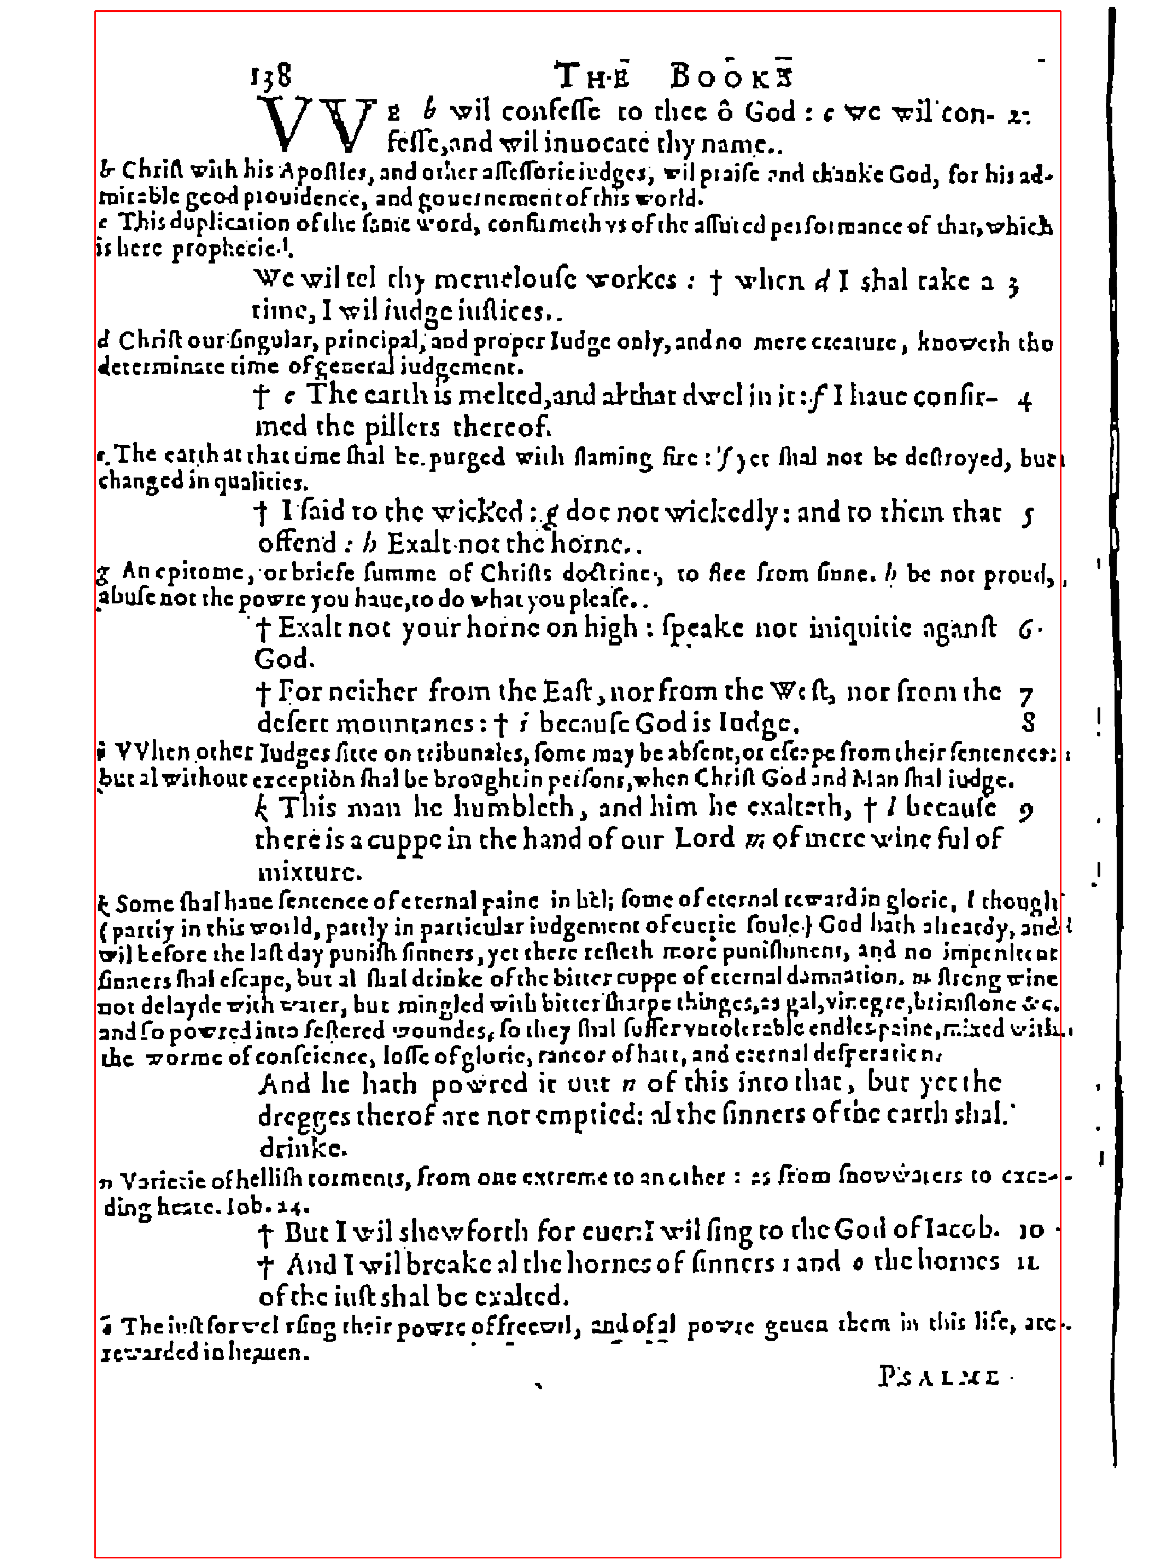 138 THE BOOKE
VVE b wil confesse to thee ô God : c we wil con- 2.
fesse, and wil inuocate thy name..
b Christ with his Apostles, and other assessorie iudges, wil praise and thanke God, for his ad-
mirable good prouidence, and gouernement of this world.
c This duplication of the same word, confirmeth vs of the assured performance of that, which
is here prophecied.
We wil tel thy meruelouse workes : † when d I shal take a 3
time, I wil iudge iustices..
d Christ our singular, principal, and proper Iudge only, and no mere creature, knoweth the
determinate time of general iudgement.
† e The earth is melted, and al that dwel in it : f I haue confir- 4
med the pillers thereof.
e. The earth at that time shal be purged with flaming fire : f yet shal not be destroyed, but
changed in qualities.
† I said to the wicked : g doe not wickedly : and to them that 5
offend : h Exalt not the horne..
g An epitome, or briefe summe of Christs doctrine, to flee from sinne. h be not proud,
abuse not the powre you haue, to do what you please..
† Exalt not your horne on high : speake not iniquitie aganst 6.
God.
† For neither from the East, nor from the West, nor from the 7
desert mountanes : † i because God is Iudge. 8
i VVhen other Iudges sitte on tribunales, some may be absent, or escape from their sentences:
but al without exception shal be brought in persons, when Christ God and Man shal iudge.
k This man he humbleth, and him he exalteth, † l because 9
there is a cuppe in the hand of our Lord m of mere wine ful of
mixture.
k Some shal haue sentence of eternal paine in hel; some of eternal reward in glorie, l though
(partly in this world, partly in particular iudgement of euerie soule) God hath alreardy, and
wil before the last day punish sinners, yet there resteth more punishment, and no impenitent
sinners shal escape, but al shal drinke of the bitter cuppe of eternal damnation. m strong wine
not delayde with water, but mingled with bitter sharpe thinges, as gal, vinegre, brimstone &c.
and so powred into festered woundes, so they shal suffer vntolerable endles paine, mixed with
the worme of conscience, losse of glorie, rancor of hart, and eternal desperation.
And he hath powred it out n of this into that, but yet the
dregges therof are not emptied: al the sinners of the earth shal
drinke.
n Varietie of hellish torments, from one extreme to another : as from snow waters to excee-
ding heate. Iob. 24.
† But I wil shew forth for euer: I wil sing to the God of Iacob. 10
† And I wil breake al the hornes of sinners : and o the hornes 11
of the iust shal be exalted.
o The iust for wel vsing their powre of freewil, and of al powre geuen them in this life, are
rewarded in heauen.
PSALME